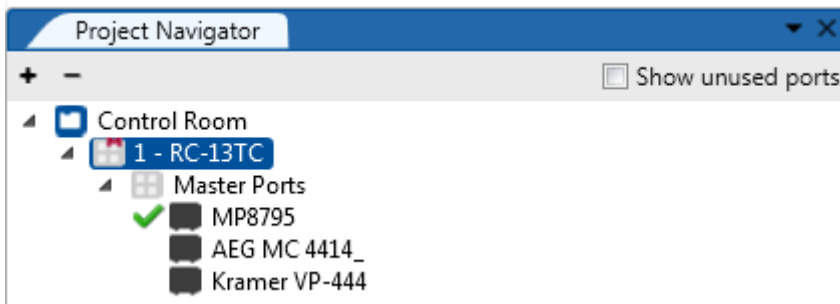 Project Navigator
+ − Show unused ports
Control Room
1 - RC-13TC
Master Ports
MP8795
AEG MC 4414_
Kramer VP-444